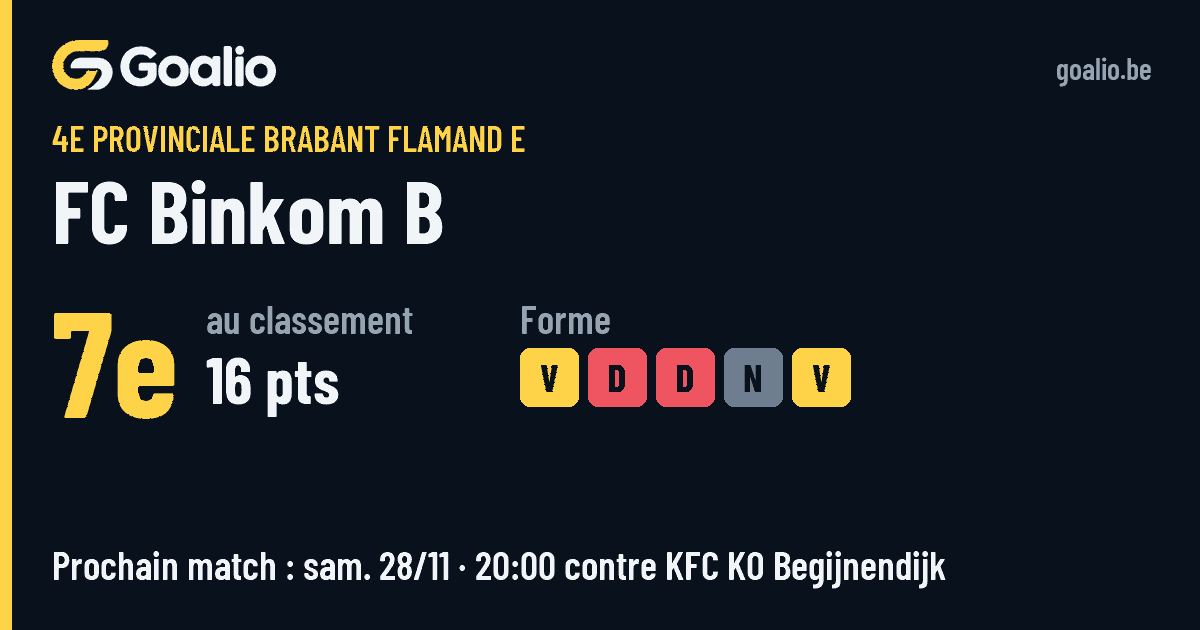 Goalio
goalio.be
4E PROVINCIALE BRABANT FLAMAND E
FC Binkom B
7e
au classement
16 pts
Forme
V D D N V
Prochain match : sam. 28/11 · 20:00 contre KFC KO Begijnendijk